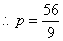 ∴ p = 56/9